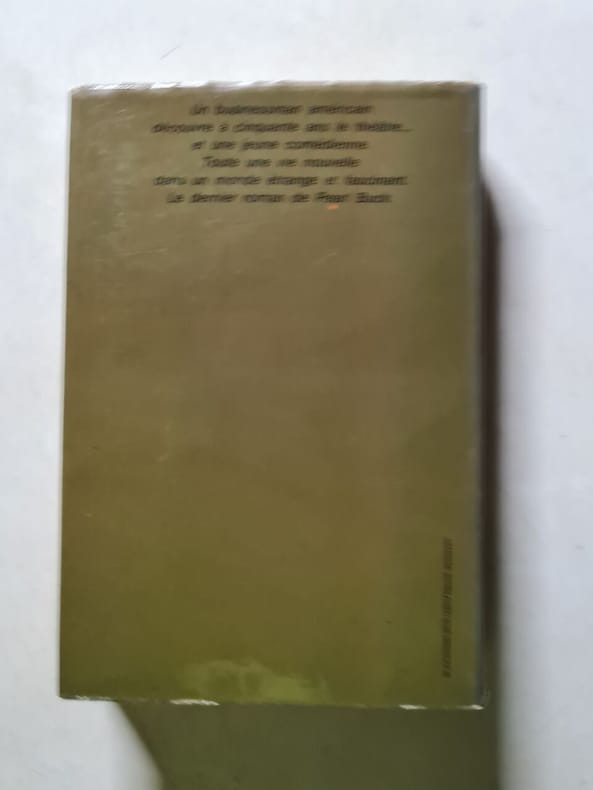 Un businessman américain
découvre à cinquante ans le théâtre...
et une jeune comédienne.
Toute une vie nouvelle
dans un monde étrange et fascinant.
Le dernier roman de Pearl Buck.